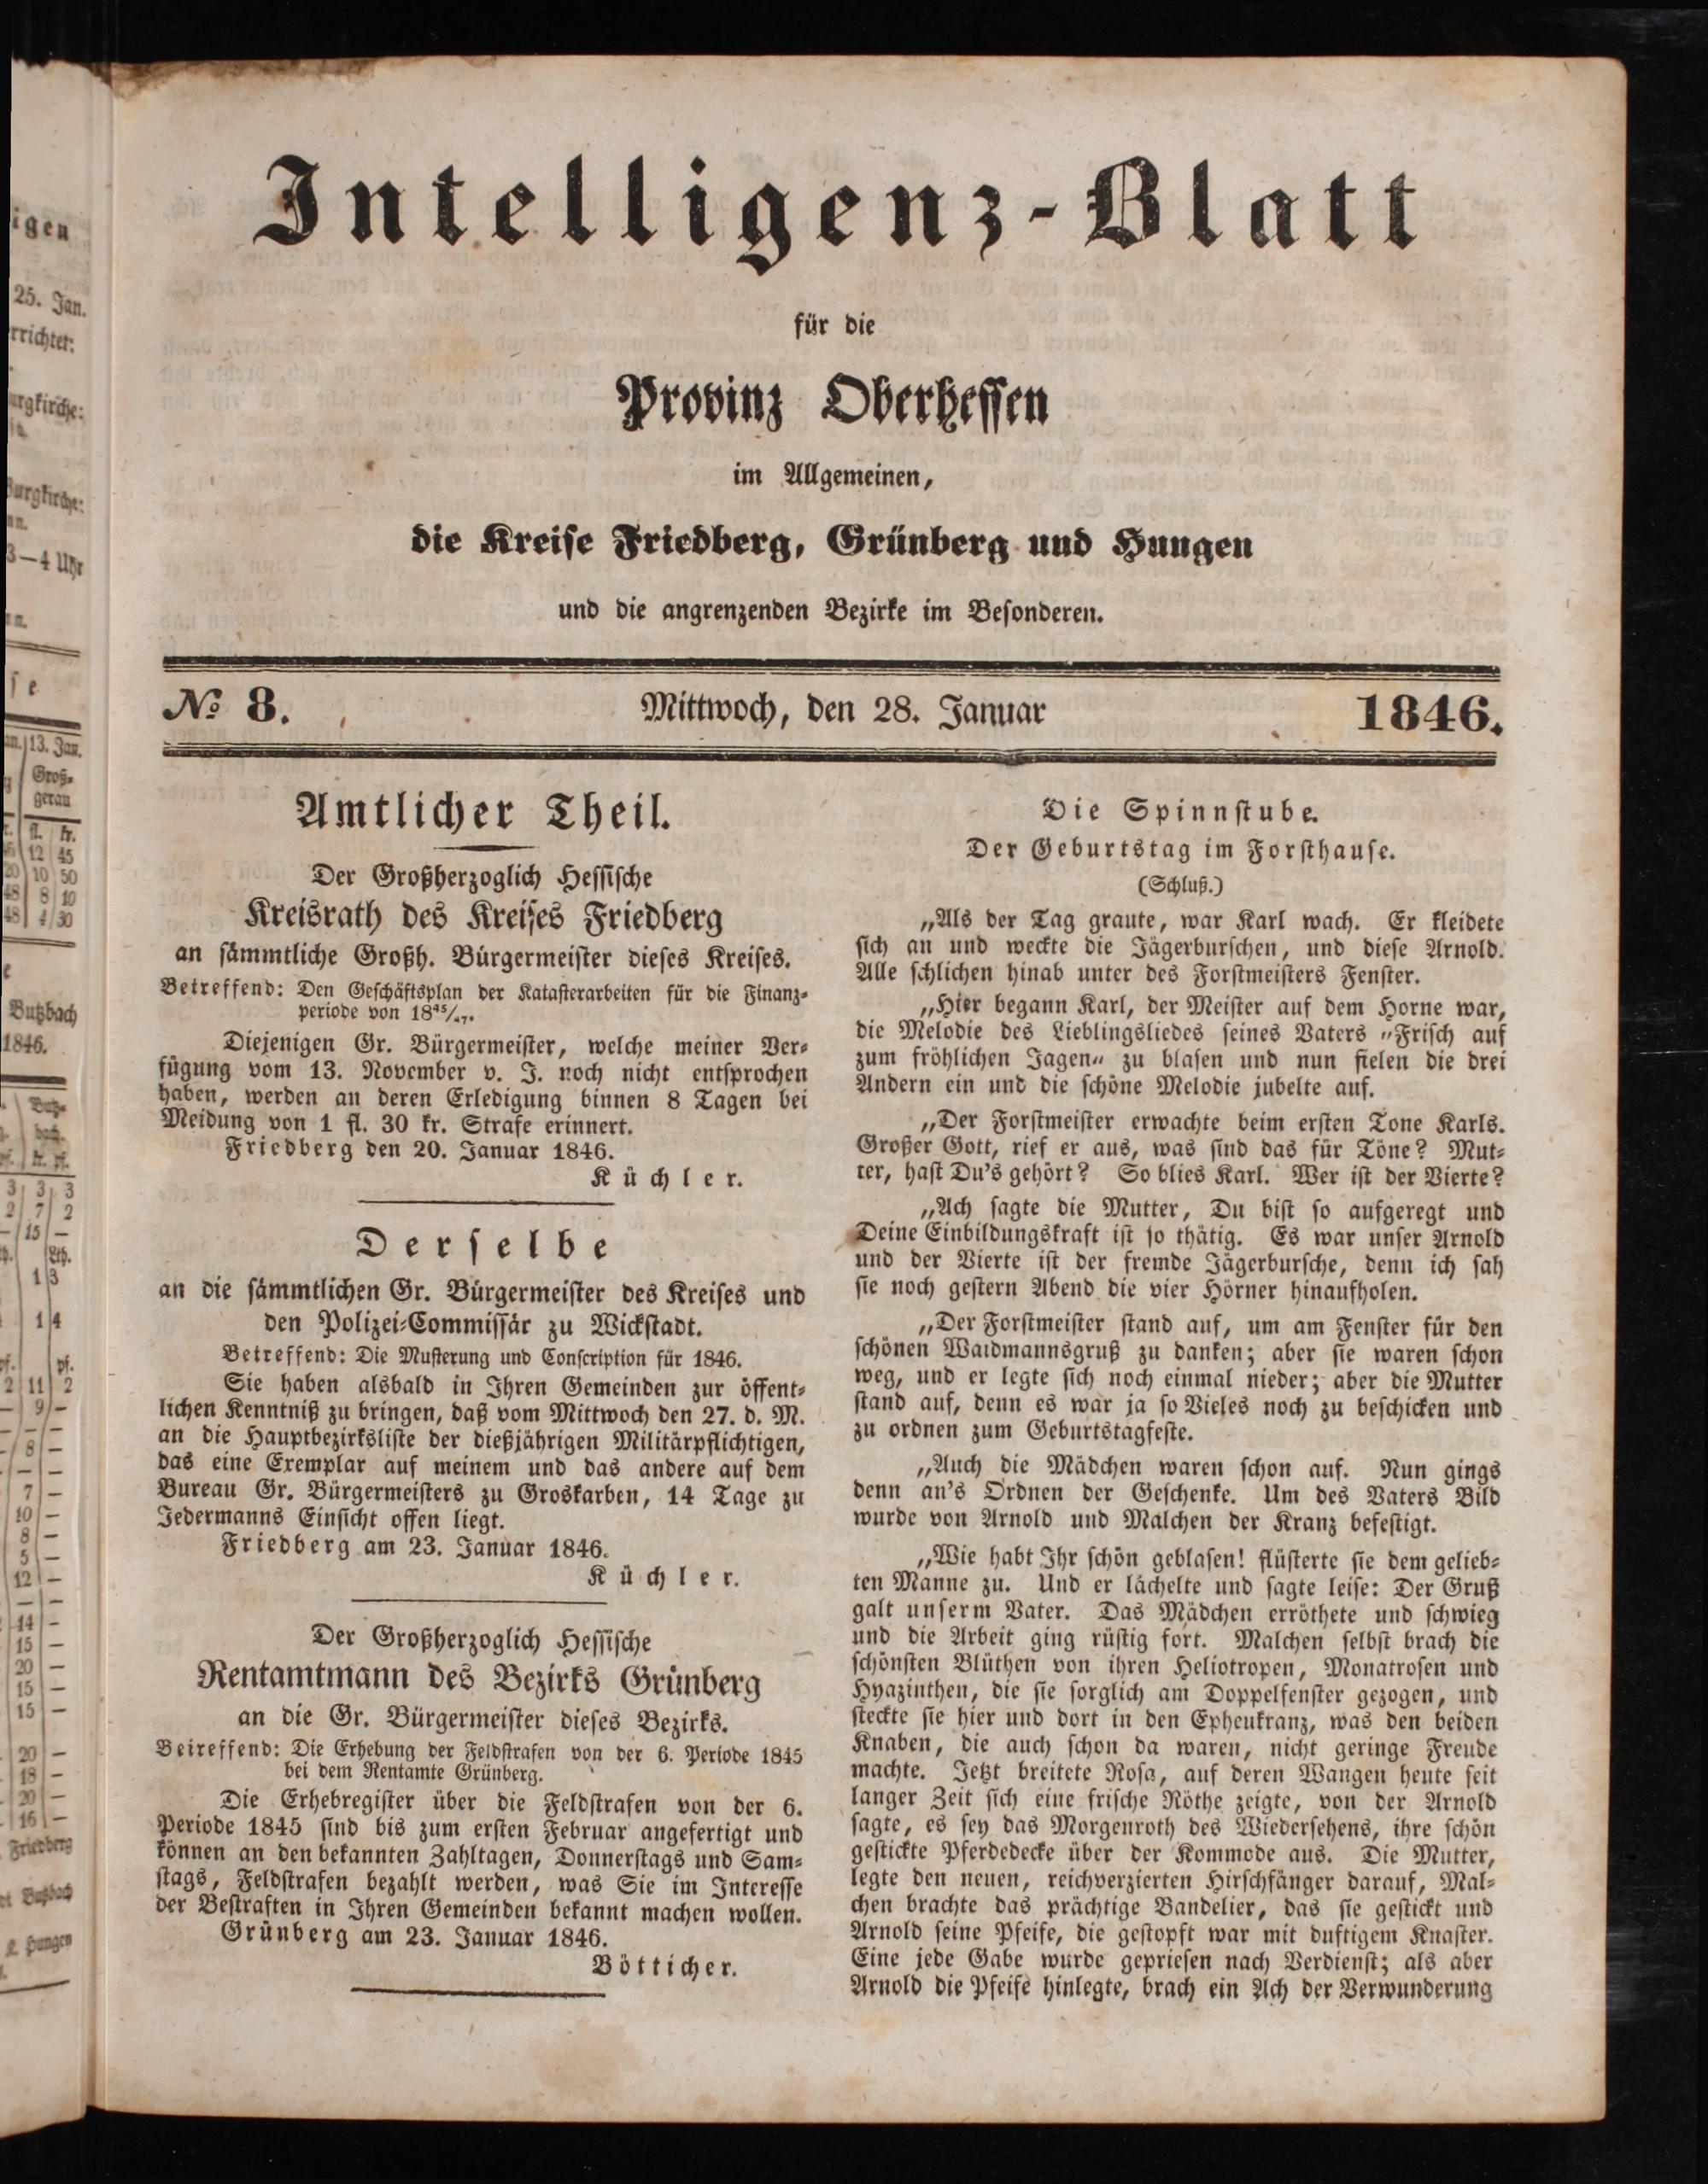 Intelligenz-Blatt
für die
Provinz Oberhessen
im Allgemeinen,
die Kreise Friedberg, Grünberg und Hungen
und die angrenzenden Bezirke im Besonderen.
№ 8.
Mittwoch, den 28. Januar
1846.
Amtlicher Theil.
Der Großherzoglich Hessische
Kreisrath des Kreises Friedberg
an sämmtliche Großh. Bürgermeister dieses Kreises.
Betreffend: Den Geschäftsplan der Katasterarbeiten für die Finanz-
periode von 18⁴⁵/₄₇.
Diejenigen Gr. Bürgermeister, welche meiner Ver-
fügung vom 13. November v. J. noch nicht entsprochen
haben, werden an deren Erledigung binnen 8 Tagen bei
Meidung von 1 fl. 30 kr. Strafe erinnert.
Friedberg den 20. Januar 1846.
Küchler.
Derselbe
an die sämmtlichen Gr. Bürgermeister des Kreises und
den Polizei-Commissär zu Wickstadt.
Betreffend: Die Musterung und Conscription für 1846.
Sie haben alsbald in Ihren Gemeinden zur öffent-
lichen Kenntniß zu bringen, daß vom Mittwoch den 27. d. M.
an die Hauptbezirksliste der dießjährigen Militärpflichtigen,
das eine Exemplar auf meinem und das andere auf dem
Bureau Gr. Bürgermeisters zu Groskarben, 14 Tage zu
Jedermanns Einsicht offen liegt.
Friedberg am 23. Januar 1846.
Küchler.
Der Großherzoglich Hessische
Rentamtmann des Bezirks Grünberg
an die Gr. Bürgermeister dieses Bezirks.
Betreffend: Die Erhebung der Feldstrafen von der 6. Periode 1845
bei dem Rentamte Grünberg.
Die Erhebregister über die Feldstrafen von der 6.
Periode 1845 sind bis zum ersten Februar angefertigt und
können an den bekannten Zahltagen, Donnerstags und Sam-
stags, Feldstrafen bezahlt werden, was Sie im Interesse
der Bestraften in Ihren Gemeinden bekannt machen wollen.
Grünberg am 23. Januar 1846.
Bötticher.
Die Spinnstube.
Der Geburtstag im Forsthause.
(Schluß.)
„Als der Tag graute, war Karl wach. Er kleidete
sich an und weckte die Jägerburschen, und diese Arnold.
Alle schlichen hinab unter des Forstmeisters Fenster.
„Hier begann Karl, der Meister auf dem Horne war,
die Melodie des Lieblingsliedes seines Vaters "Frisch auf
zum fröhlichen Jagen" zu blasen und nun fielen die drei
Andern ein und die schöne Melodie jubelte auf.
„Der Forstmeister erwachte beim ersten Tone Karls.
Großer Gott, rief er aus, was sind das für Töne? Mut-
ter, hast Du's gehört? So blies Karl. Wer ist der Vierte?
„Ach sagte die Mutter, Du bist so aufgeregt und
Deine Einbildungskraft ist so thätig. Es war unser Arnold
und der Vierte ist der fremde Jägerbursche, denn ich sah
sie noch gestern Abend die vier Hörner hinaufholen.
„Der Forstmeister stand auf, um am Fenster für den
schönen Waidmannsgruß zu danken; aber sie waren schon
weg, und er legte sich noch einmal nieder; aber die Mutter
stand auf, denn es war ja so Vieles noch zu beschicken und
zu ordnen zum Geburtstagfeste.
„Auch die Mädchen waren schon auf. Nun gings
denn an's Ordnen der Geschenke. Um des Vaters Bild
wurde von Arnold und Malchen der Kranz befestigt.
„Wie habt Ihr schön geblasen! flüsterte sie dem gelieb-
ten Manne zu. Und er lächelte und sagte leise: Der Gruß
galt unserm Vater. Das Mädchen erröthete und schwieg
und die Arbeit ging rüstig fort. Malchen selbst brach die
schönsten Blüthen von ihren Heliotropen, Monatrosen und
Hyazinthen, die sie sorglich am Doppelfenster gezogen, und
steckte sie hier und dort in den Epheukranz, was den beiden
Knaben, die auch schon da waren, nicht geringe Freude
machte. Jetzt breitete Rosa, auf deren Wangen heute seit
langer Zeit sich eine frische Röthe zeigte, von der Arnold
sagte, es sey das Morgenroth des Wiedersehens, ihre schön
gestickte Pferdedecke über der Kommode aus. Die Mutter,
legte den neuen, reichverzierten Hirschfänger darauf, Mal-
chen brachte das prächtige Bandelier, das sie gestickt und
Arnold seine Pfeife, die gestopft war mit duftigem Knaster.
Eine jede Gabe wurde gepriesen nach Verdienst; als aber
Arnold die Pfeife hinlegte, brach ein Ach der Verwunderung